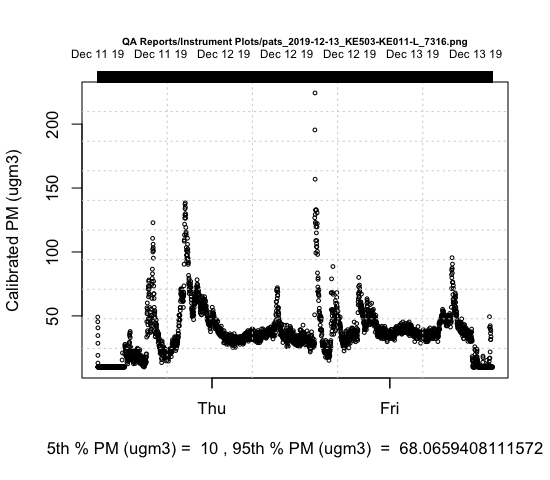 QA Reports/Instrument Plots/pats_2019-12-13_KE503-KE011-L_7316.png
Dec 11 19 Dec 11 19 Dec 12 19 Dec 12 19 Dec 12 19 Dec 13 19 Dec 13 19
Calibrated PM (ugm3)
200
150
100
50
Thu Fri
5th % PM (ugm3) = 10 , 95th % PM (ugm3) = 68.0659408111572